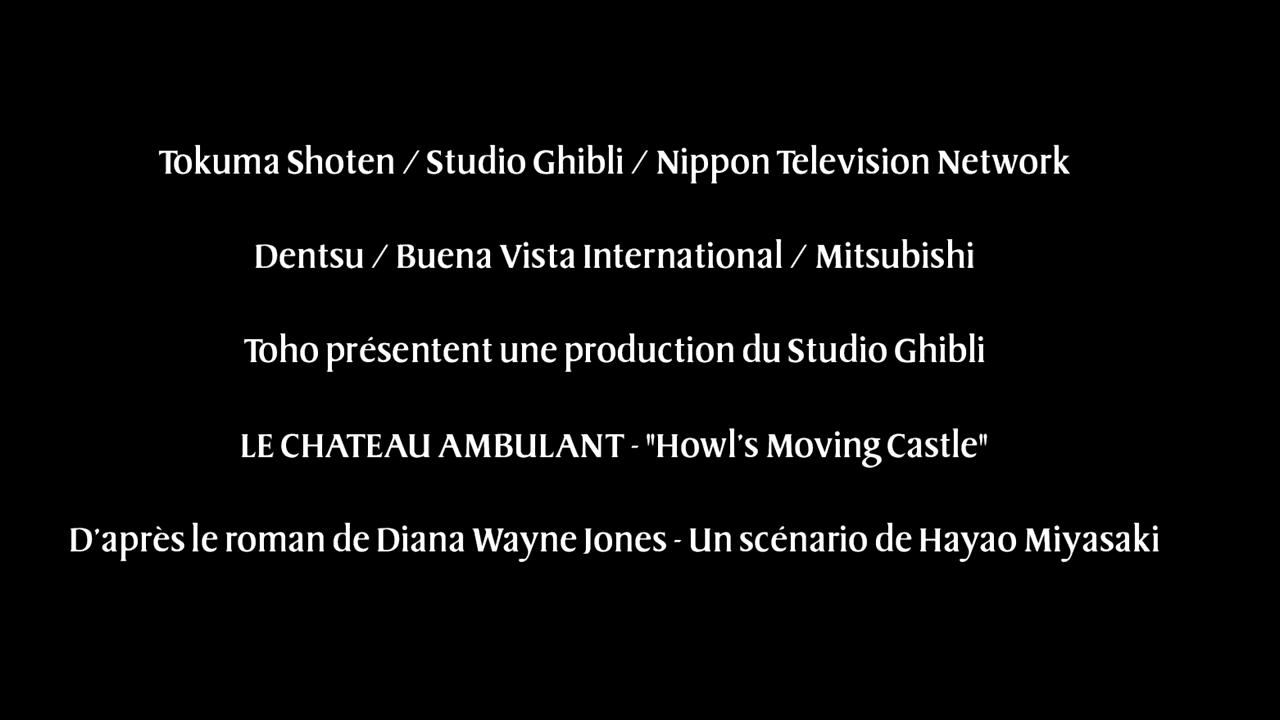 Tokuma Shoten / Studio Ghibli / Nippon Television Network
Dentsu / Buena Vista International / Mitsubishi
Toho présentent une production du Studio Ghibli
LE CHATEAU AMBULANT - "Howl's Moving Castle"
D'après le roman de Diana Wayne Jones - Un scénario de Hayao Miyasaki